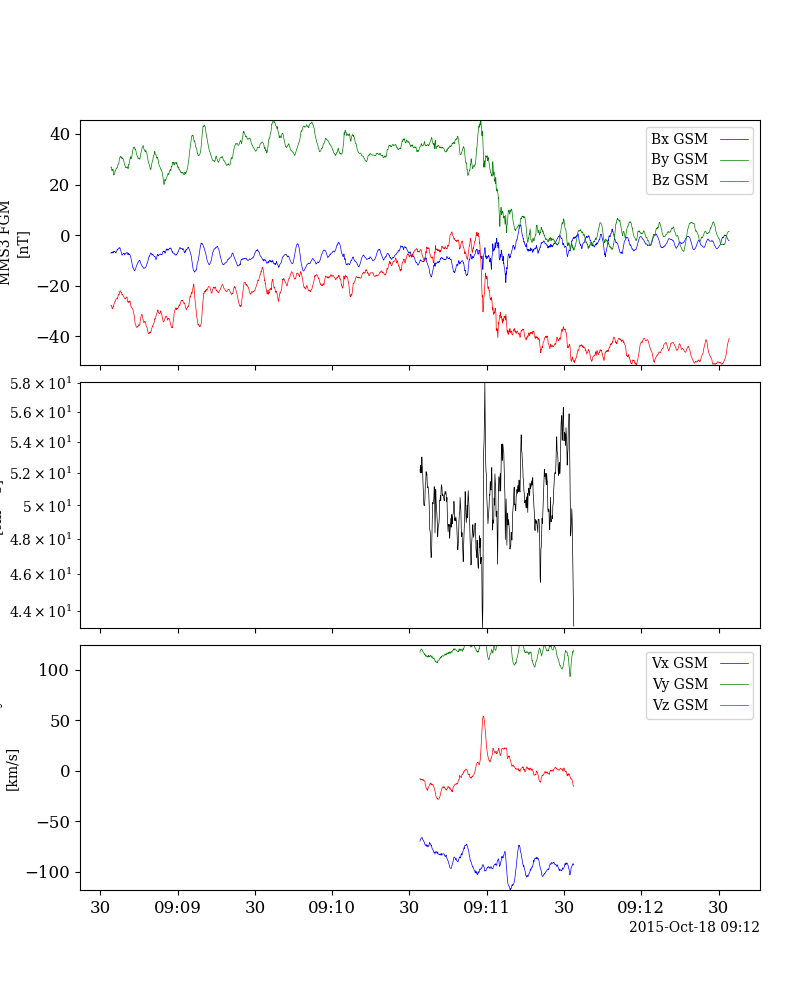 MMS3 FGM
[nT]
40
20
0
−20
−40
Bx GSM
By GSM
Bz GSM
5.8 × 10¹
5.6 × 10¹
5.4 × 10¹
5.2 × 10¹
5 × 10¹
4.8 × 10¹
4.6 × 10¹
4.4 × 10¹
[km/s]
100
50
0
−50
−100
Vx GSM
Vy GSM
Vz GSM
30 09:09 30 09:10 30 09:11 30 09:12 30
2015-Oct-18 09:12